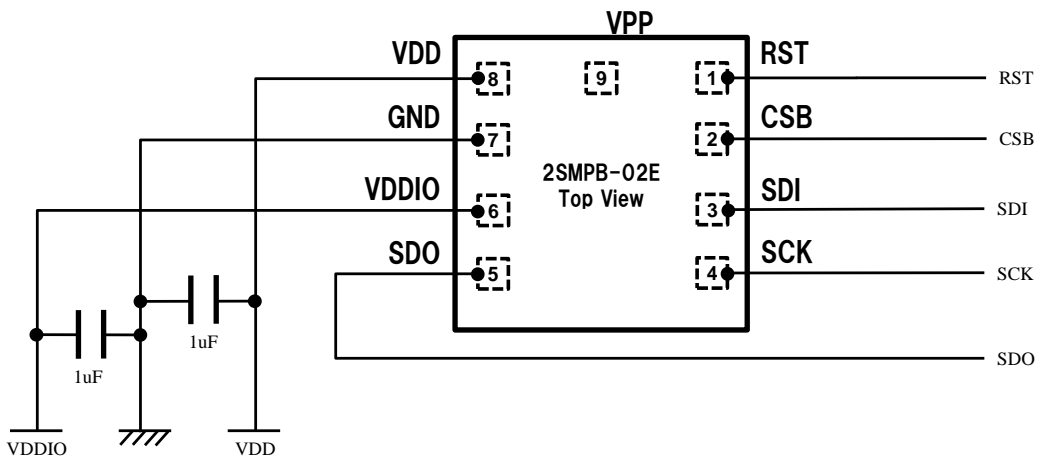 VPP
VDD
8
9
1
RST
RST
GND
7
2
CSB
CSB
2SMPB-02E
Top View
VDDIO
6
3
SDI
SDI
SDO
5
4
SCK
SCK
1uF
1uF
SDO
VDDIO
VDD